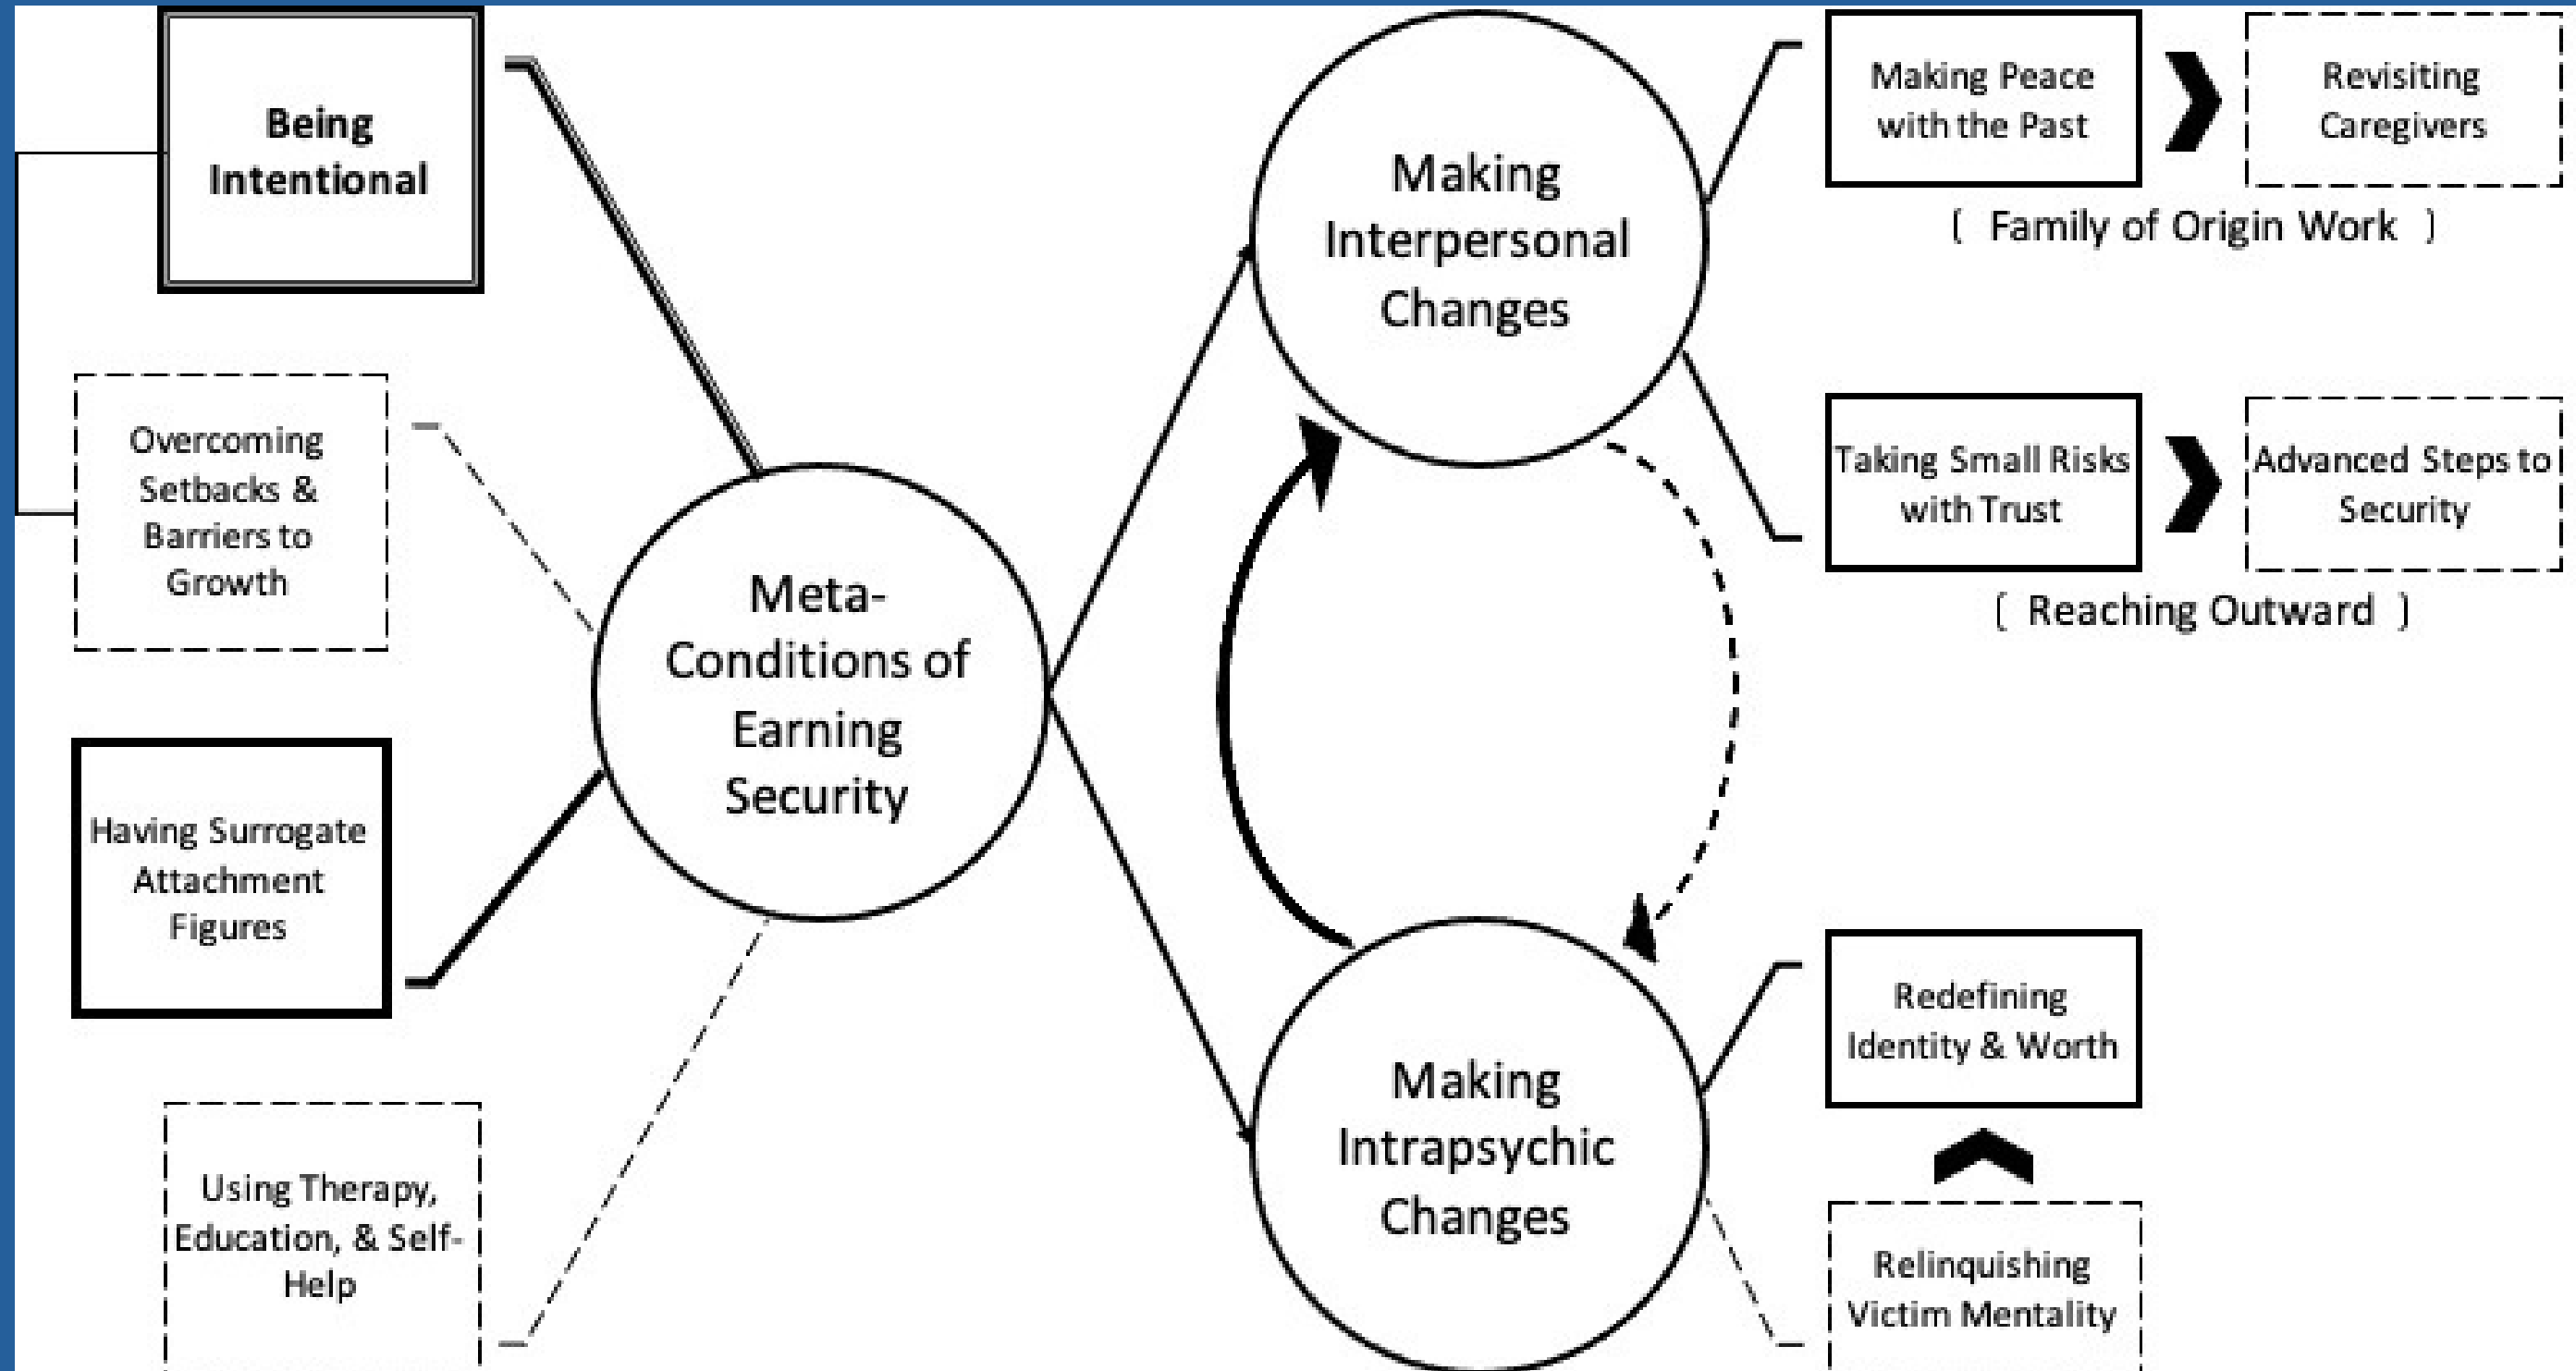 Being
Intentional
Overcoming
Setbacks &
Barriers to
Growth
Having Surrogate
Attachment
Figures
Using Therapy,
Education, & Self-
Help
Meta-
Conditions of
Earning
Security
Making
Interpersonal
Changes
Making Peace
with the Past
Revisiting
Caregivers
( Family of Origin Work )
Taking Small Risks
with Trust
Advanced Steps to
Security
( Reaching Outward )
Making
Intrapsychic
Changes
Redefining
Identity & Worth
Relinquishing
Victim Mentality